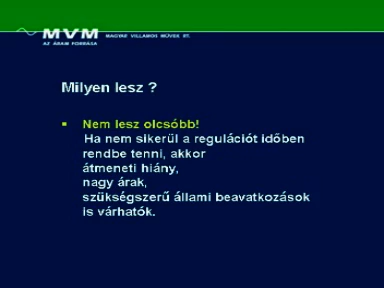 MVM MAGYAR VILLAMOS MŰVEK RT.
AZ ÁRAM FORRÁSA
Milyen lesz ?
Nem lesz olcsóbb!
Ha nem sikerül a regulációt időben
rendbe tenni, akkor
átmeneti hiány,
nagy árak,
szükségszerű állami beavatkozások
is várhatók.